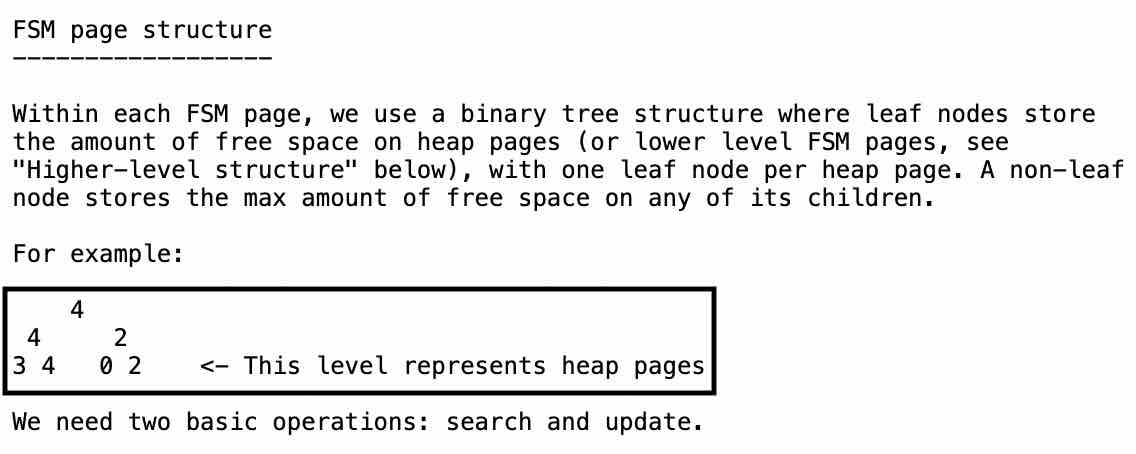 FSM page structure
------------------
Within each FSM page, we use a binary tree structure where leaf nodes store
the amount of free space on heap pages (or lower level FSM pages, see
"Higher-level structure" below), with one leaf node per heap page. A non-leaf
node stores the max amount of free space on any of its children.
For example:
    4
 4     2
3 4   0 2    <- This level represents heap pages
We need two basic operations: search and update.